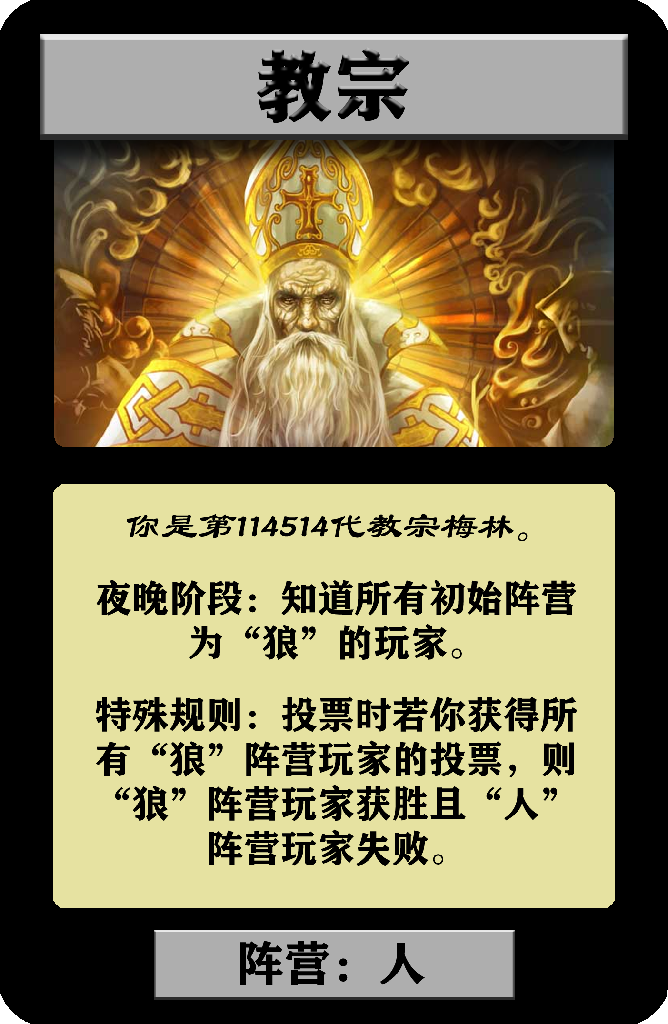 教宗
你是第114514代教宗梅林。
夜晚阶段：知道所有初始阵营
为“狼”的玩家。
特殊规则：投票时若你获得所
有“狼”阵营玩家的投票，则
“狼”阵营玩家获胜且“人”
阵营玩家失败。
阵营：人